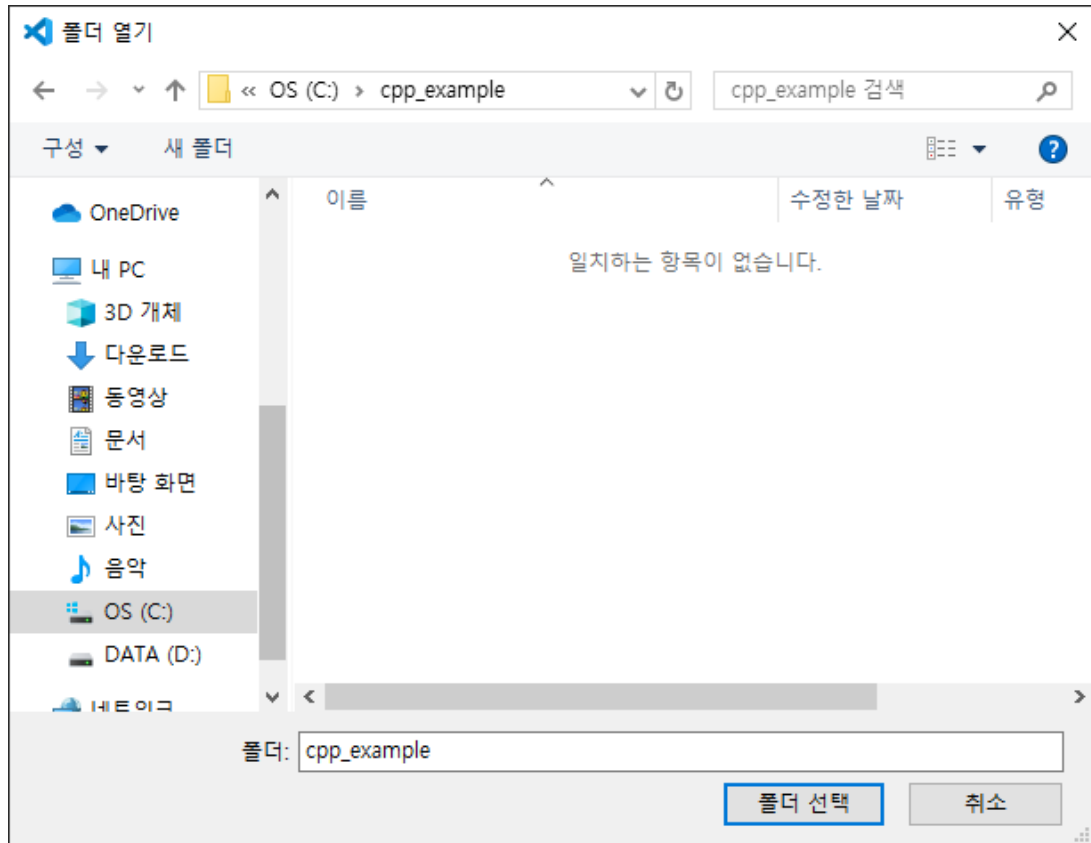 폴더 열기
« OS (C:) › cpp_example
cpp_example 검색
구성
새 폴더
OneDrive
내 PC
3D 개체
다운로드
동영상
문서
바탕 화면
사진
음악
OS (C:)
DATA (D:)
이름
수정한 날짜
유형
일치하는 항목이 없습니다.
폴더: cpp_example
폴더 선택
취소